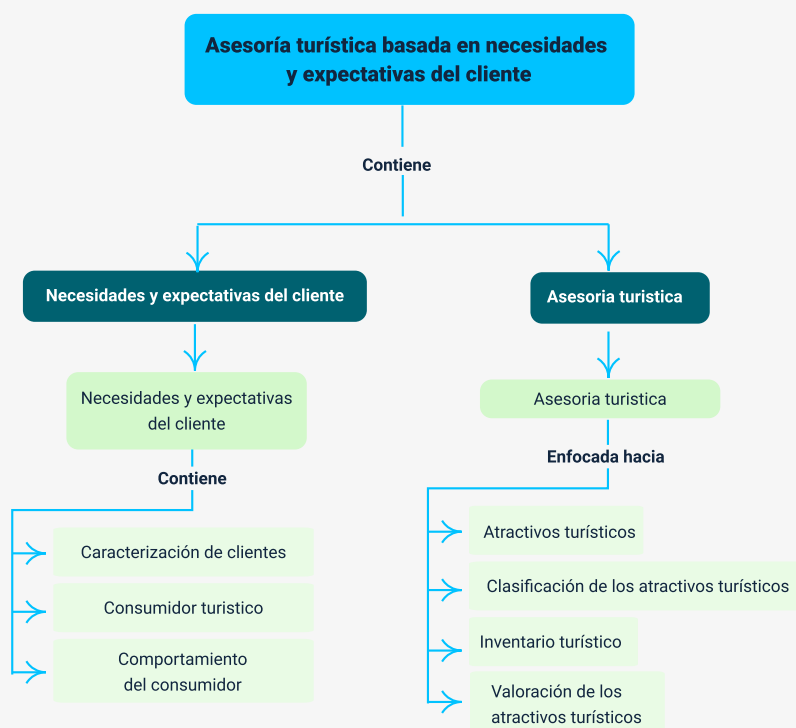 Asesoría turística basada en necesidades
y expectativas del cliente
Contiene
Necesidades y expectativas del cliente
Asesoria turistica
Necesidades y expectativas
del cliente
Contiene
Caracterización de clientes
Consumidor turistico
Comportamiento
del consumidor
Asesoria turistica
Enfocada hacia
Atractivos turísticos
Clasificación de los atractivos turísticos
Inventario turístico
Valoración de los
atractivos turísticos